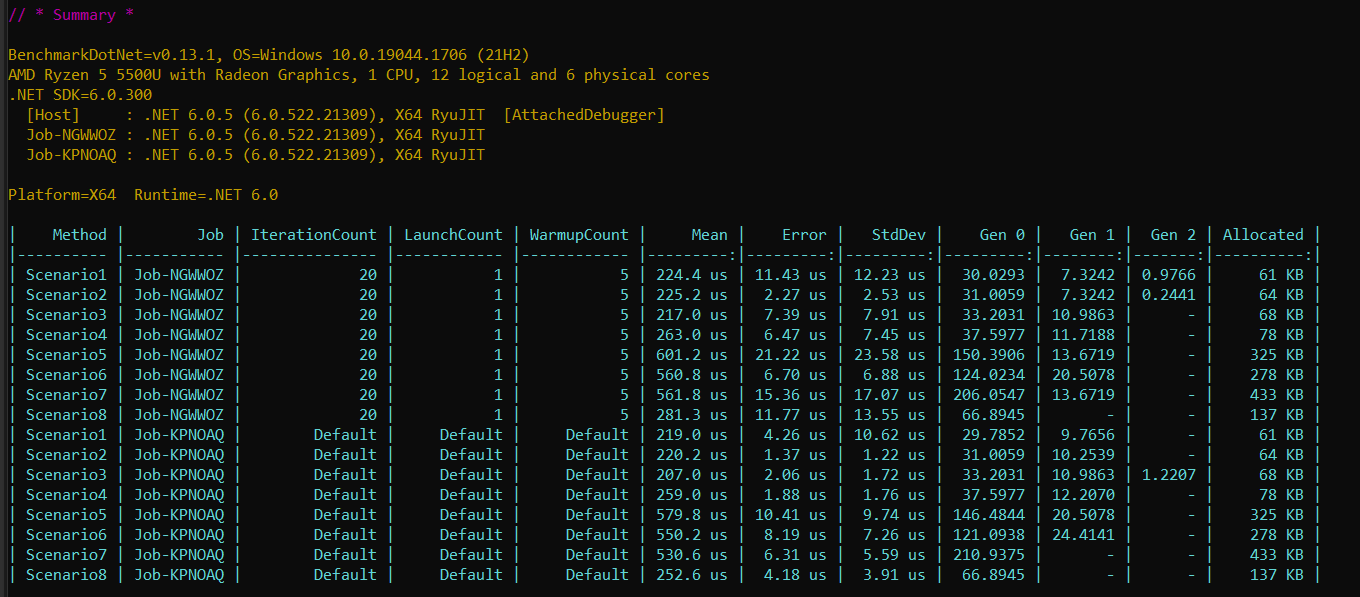 // * Summary *
BenchmarkDotNet=v0.13.1, OS=Windows 10.0.19044.1706 (21H2)
AMD Ryzen 5 5500U with Radeon Graphics, 1 CPU, 12 logical and 6 physical cores
.NET SDK=6.0.300
  [Host]     : .NET 6.0.5 (6.0.522.21309), X64 RyuJIT  [AttachedDebugger]
  Job-NGWWOZ : .NET 6.0.5 (6.0.522.21309), X64 RyuJIT
  Job-KPNOAQ : .NET 6.0.5 (6.0.522.21309), X64 RyuJIT
Platform=X64  Runtime=.NET 6.0
|    Method |        Job | IterationCount | LaunchCount | WarmupCount |     Mean |    Error |   StdDev |    Gen 0 |   Gen 1 |  Gen 2 | Allocated |
|---------- |----------- |--------------- |------------ |------------ |---------:|---------:|---------:|---------:|--------:|-------:|----------:|
| Scenario1 | Job-NGWWOZ |             20 |           1 |           5 | 224.4 us | 11.43 us | 12.23 us |  30.0293 |  7.3242 | 0.9766 |     61 KB |
| Scenario2 | Job-NGWWOZ |             20 |           1 |           5 | 225.2 us |  2.27 us |  2.53 us |  31.0059 |  7.3242 | 0.2441 |     64 KB |
| Scenario3 | Job-NGWWOZ |             20 |           1 |           5 | 217.0 us |  7.39 us |  7.91 us |  33.2031 | 10.9863 |      - |     68 KB |
| Scenario4 | Job-NGWWOZ |             20 |           1 |           5 | 263.0 us |  6.47 us |  7.45 us |  37.5977 | 11.7188 |      - |     78 KB |
| Scenario5 | Job-NGWWOZ |             20 |           1 |           5 | 601.2 us | 21.22 us | 23.58 us | 150.3906 | 13.6719 |      - |    325 KB |
| Scenario6 | Job-NGWWOZ |             20 |           1 |           5 | 560.8 us |  6.70 us |  6.88 us | 124.0234 | 20.5078 |      - |    278 KB |
| Scenario7 | Job-NGWWOZ |             20 |           1 |           5 | 561.8 us | 15.36 us | 17.07 us | 206.0547 | 13.6719 |      - |    433 KB |
| Scenario8 | Job-NGWWOZ |             20 |           1 |           5 | 281.3 us | 11.77 us | 13.55 us |  66.8945 |       - |      - |    137 KB |
| Scenario1 | Job-KPNOAQ |        Default |     Default |     Default | 219.0 us |  4.26 us | 10.62 us |  29.7852 |  9.7656 |      - |     61 KB |
| Scenario2 | Job-KPNOAQ |        Default |     Default |     Default | 220.2 us |  1.37 us |  1.22 us |  31.0059 | 10.2539 |      - |     64 KB |
| Scenario3 | Job-KPNOAQ |        Default |     Default |     Default | 207.0 us |  2.06 us |  1.72 us |  33.2031 | 10.9863 | 1.2207 |     68 KB |
| Scenario4 | Job-KPNOAQ |        Default |     Default |     Default | 259.0 us |  1.88 us |  1.76 us |  37.5977 | 12.2070 |      - |     78 KB |
| Scenario5 | Job-KPNOAQ |        Default |     Default |     Default | 579.8 us | 10.41 us |  9.74 us | 146.4844 | 20.5078 |      - |    325 KB |
| Scenario6 | Job-KPNOAQ |        Default |     Default |     Default | 550.2 us |  8.19 us |  7.26 us | 121.0938 | 24.4141 |      - |    278 KB |
| Scenario7 | Job-KPNOAQ |        Default |     Default |     Default | 530.6 us |  6.31 us |  5.59 us | 210.9375 |       - |      - |    433 KB |
| Scenario8 | Job-KPNOAQ |        Default |     Default |     Default | 252.6 us |  4.18 us |  3.91 us |  66.8945 |       - |      - |    137 KB |